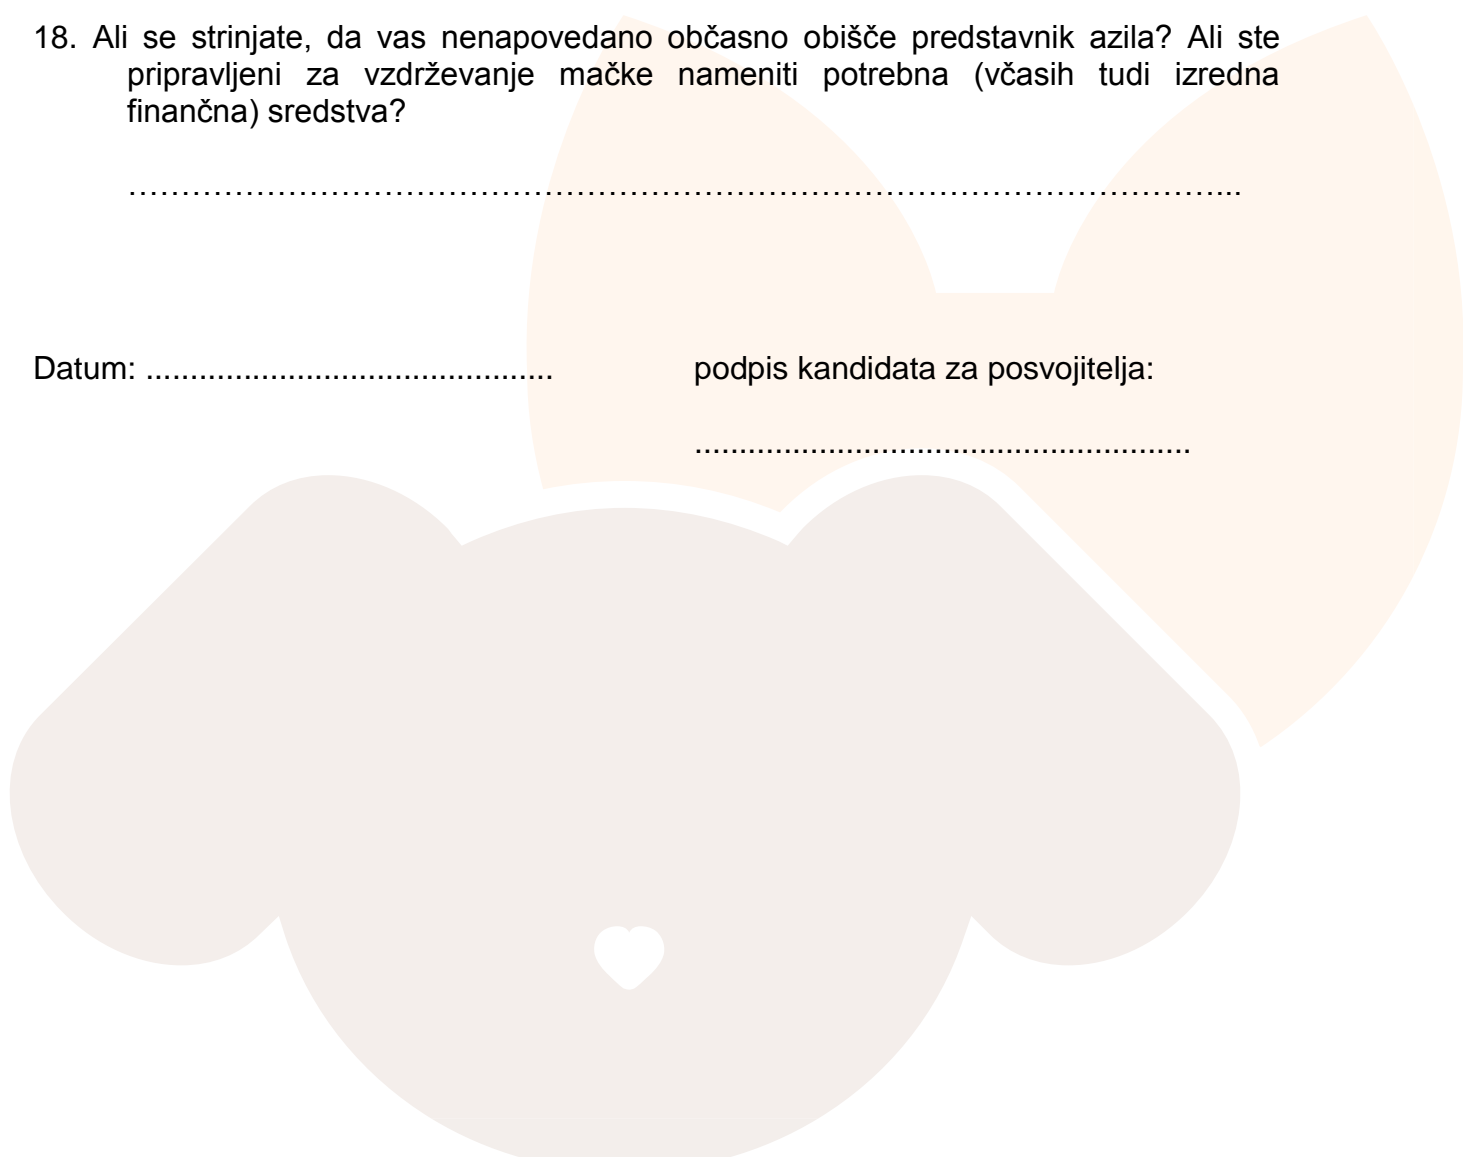 18. Ali se strinjate, da vas nenapovedano občasno obišče predstavnik azila? Ali ste
pripravljeni za vzdrževanje mačke nameniti potrebna (včasih tudi izredna
finančna) sredstva?
……………………………………………………………………………………………...
Datum: .............................................. podpis kandidata za posvojitelja:
........................................................